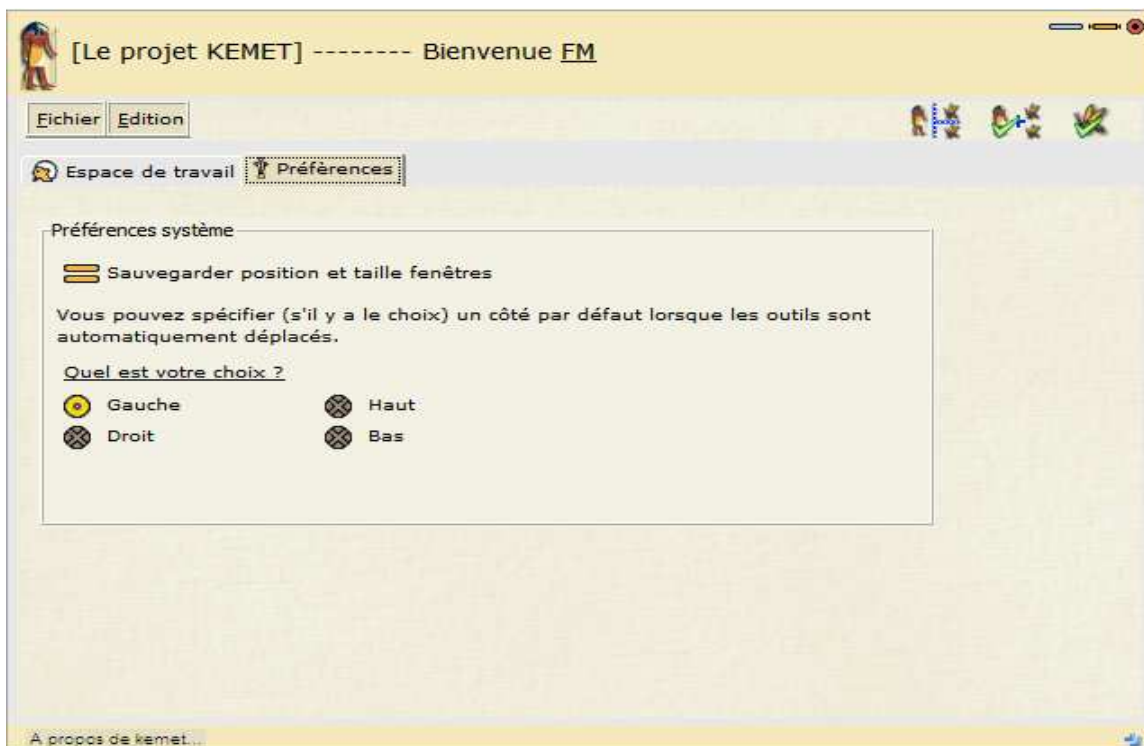 [Le projet KEMET] -------- Bienvenue FM
Fichier Edition
Espace de travail Préfèrences
Préférences système
Sauvegarder position et taille fenêtres
Vous pouvez spécifier (s'il y a le choix) un côté par défaut lorsque les outils sont
automatiquement déplacés.
Quel est votre choix ?
Gauche Haut
Droit Bas
A propos de kemet...